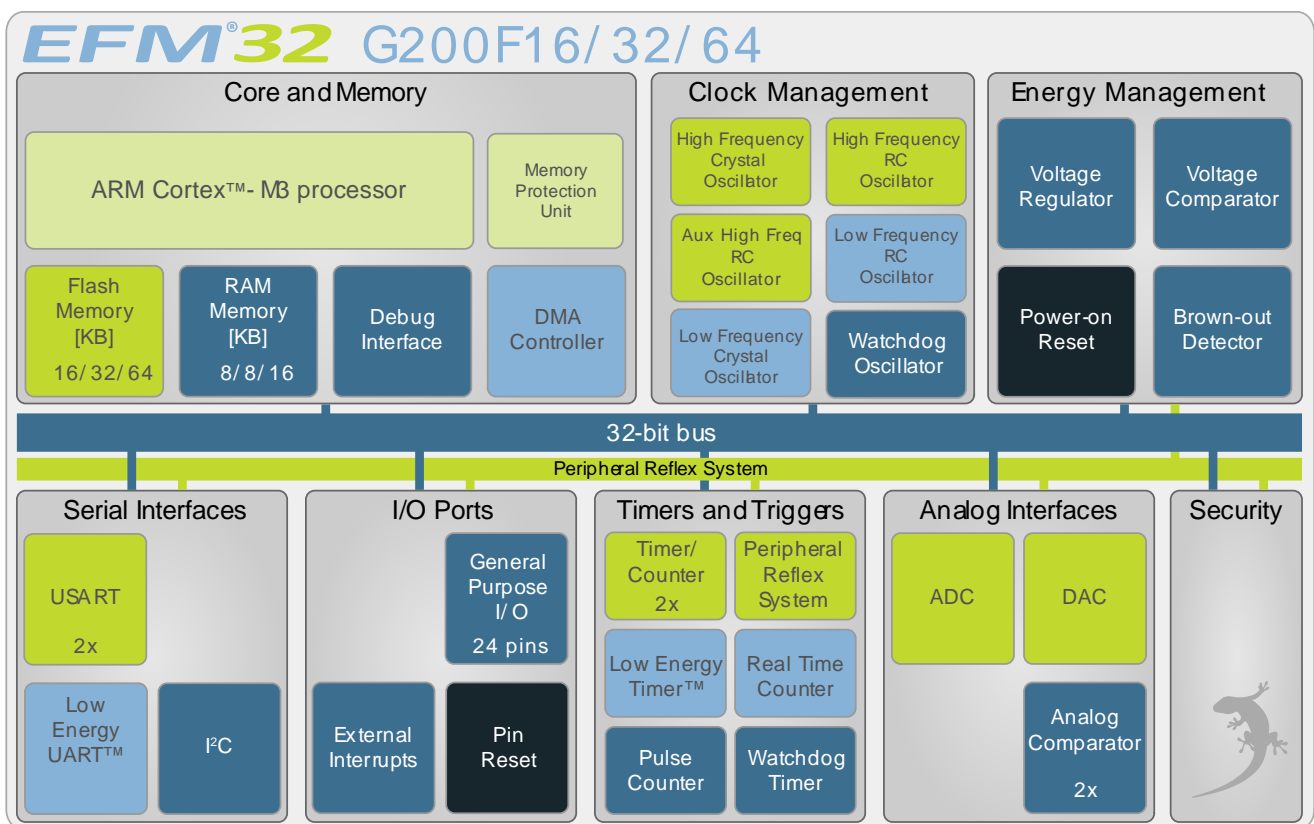 EFM®32 G200F16/32/64
Core and Memory
ARM Cortex™-M3 processor
Memory
Protection
Unit
Flash
Memory
[KB]
16/32/64
RAM
Memory
[KB]
8/8/16
Debug
Interface
DMA
Controller
Clock Management
High Frequency
Crystal
Oscillator
High Frequency
RC
Oscillator
Aux High Freq
RC
Oscillator
Low Frequency
RC
Oscillator
Low Frequency
Crystal
Oscillator
Watchdog
Oscillator
Energy Management
Voltage
Regulator
Voltage
Comparator
Power-on
Reset
Brown-out
Detector
32-bit bus
Peripheral Reflex System
Serial Interfaces
USART
2x
Low
Energy
UART™
I²C
I/O Ports
General
Purpose
I/O
24 pins
External
Interrupts
Pin
Reset
Timers and Triggers
Timer/
Counter
2x
Peripheral
Reflex
System
Low Energy
Timer™
Real Time
Counter
Pulse
Counter
Watchdog
Timer
Analog Interfaces
ADC
DAC
Analog
Comparator
2x
Security